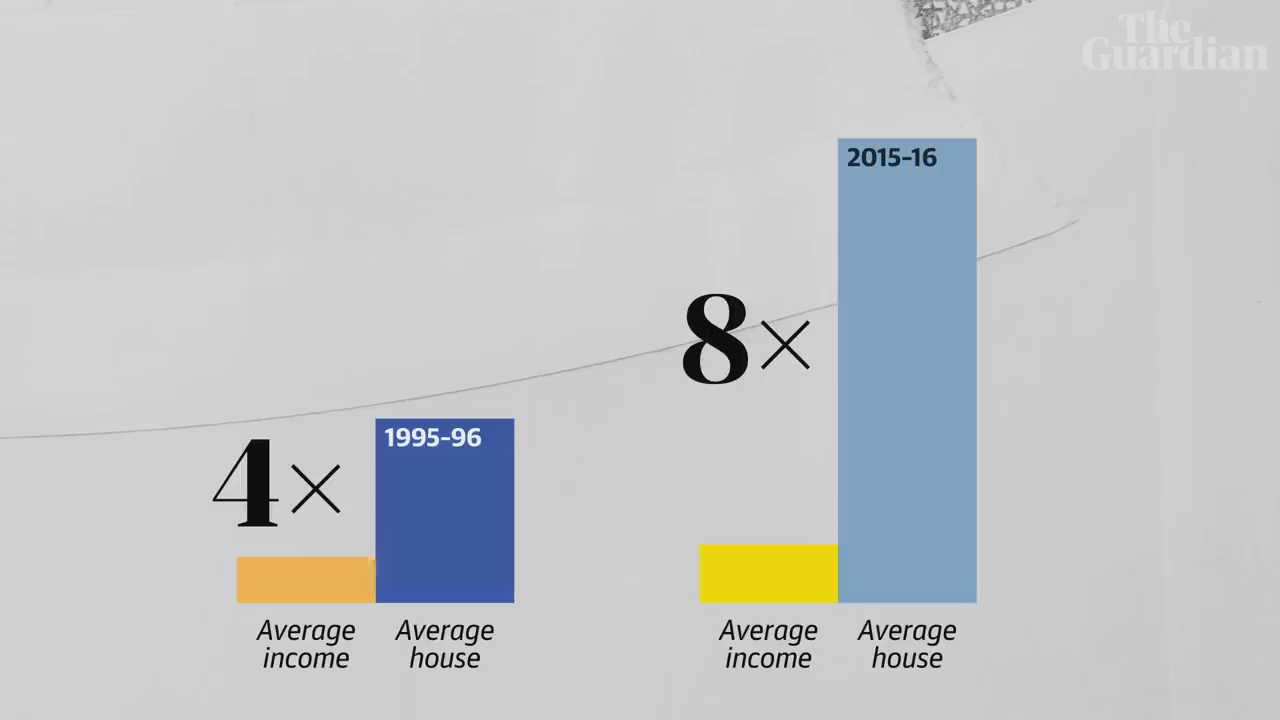 The
Guardian
2015-16
8×
1995-96
4×
Average
income
Average
house
Average
income
Average
house